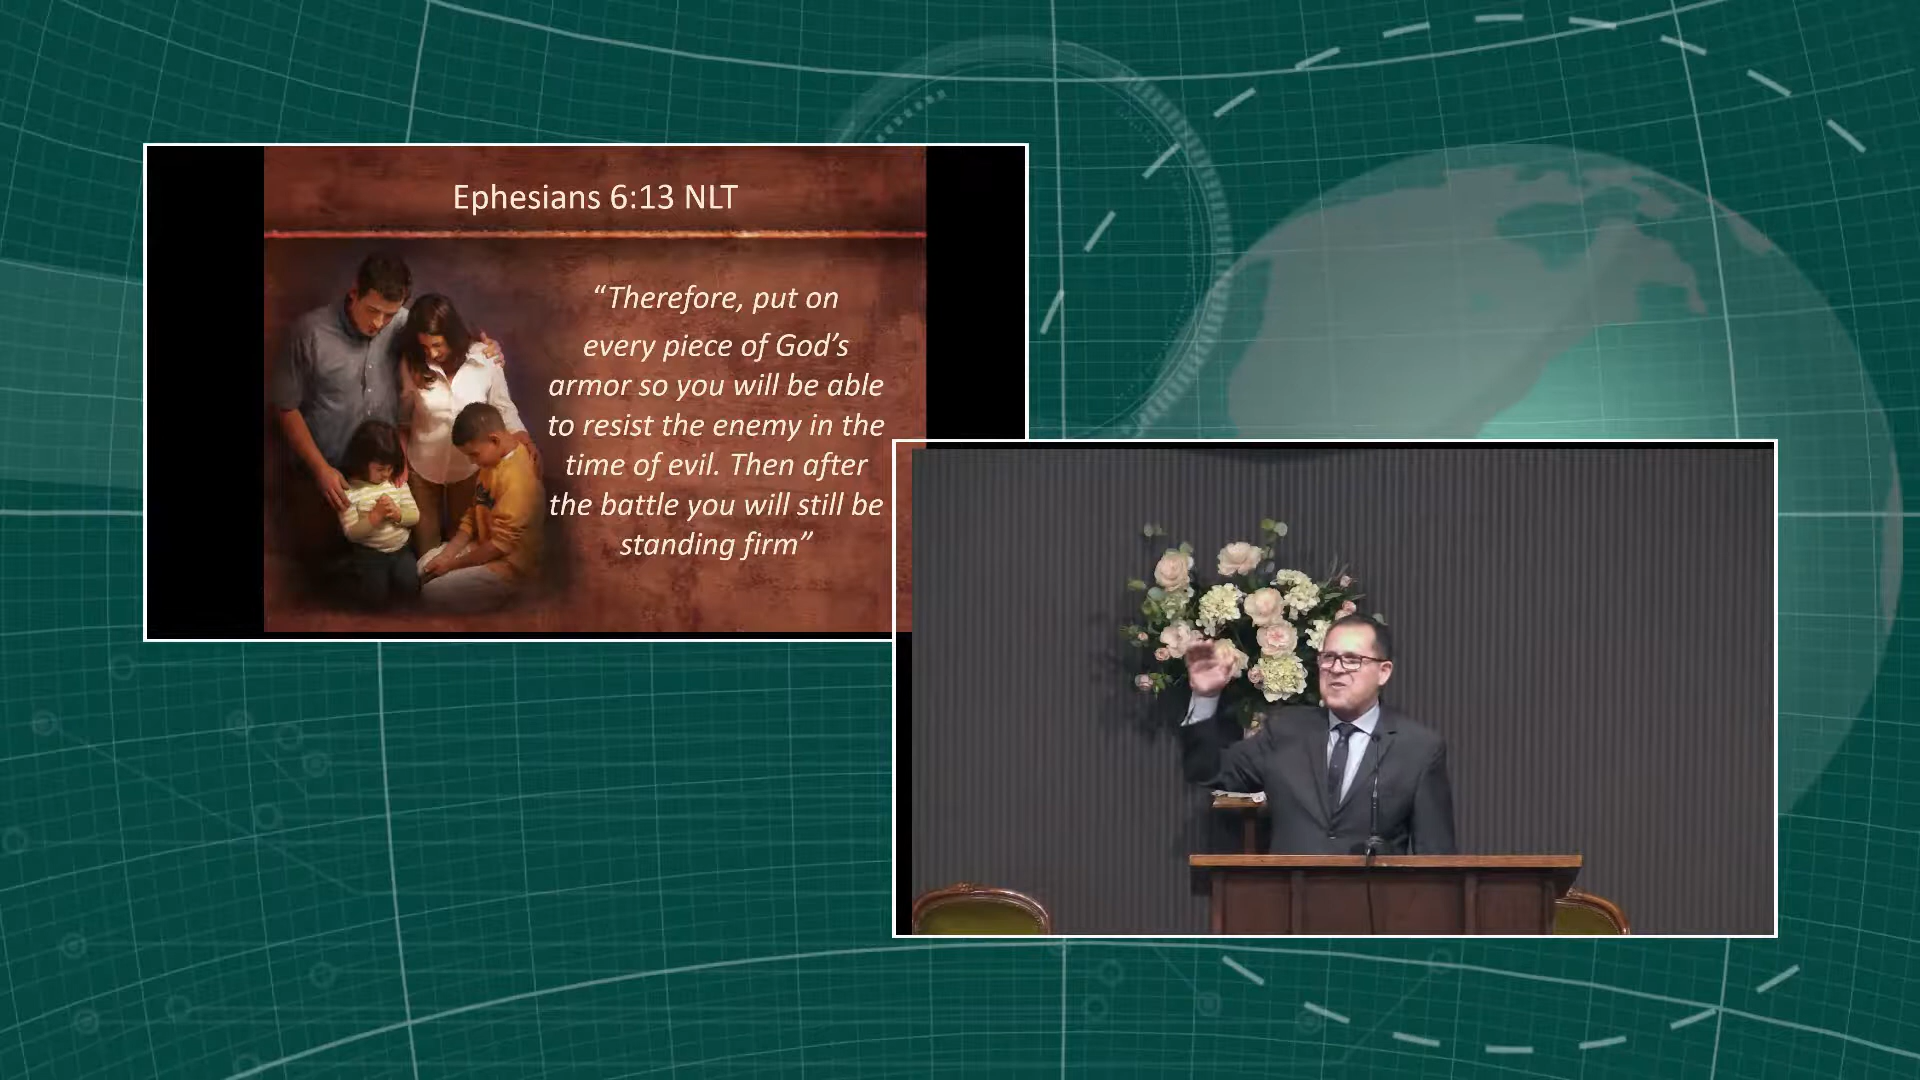 Ephesians 6:13 NLT
“Therefore, put on
every piece of God’s
armor so you will be able
to resist the enemy in the
time of evil. Then after
the battle you will still be
standing firm”